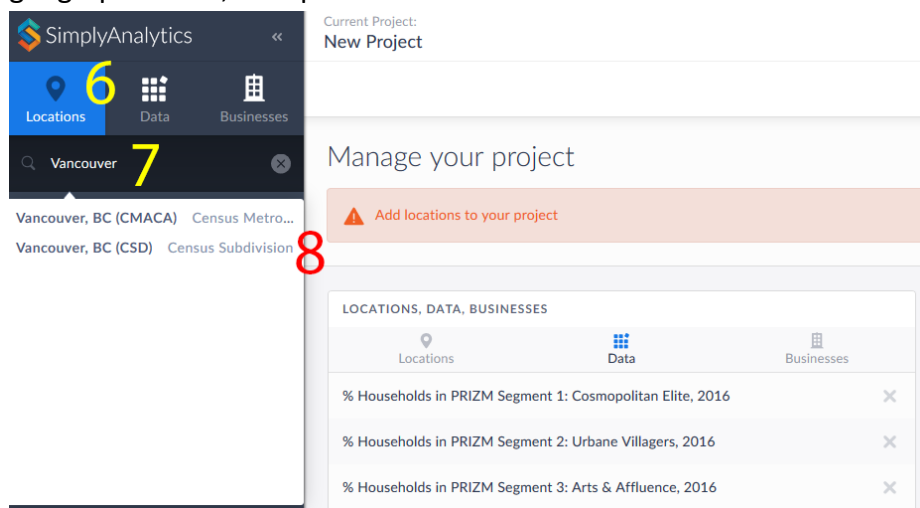 SimplyAnalytics «
Current Project:
New Project
6
Locations Data Businesses
Vancouver 7
Manage your project
Vancouver, BC (CMACA) Census Metro...
Vancouver, BC (CSD) Census Subdivision
8
Add locations to your project
LOCATIONS, DATA, BUSINESSES
Locations Data Businesses
% Households in PRIZM Segment 1: Cosmopolitan Elite, 2016
% Households in PRIZM Segment 2: Urbane Villagers, 2016
% Households in PRIZM Segment 3: Arts & Affluence, 2016